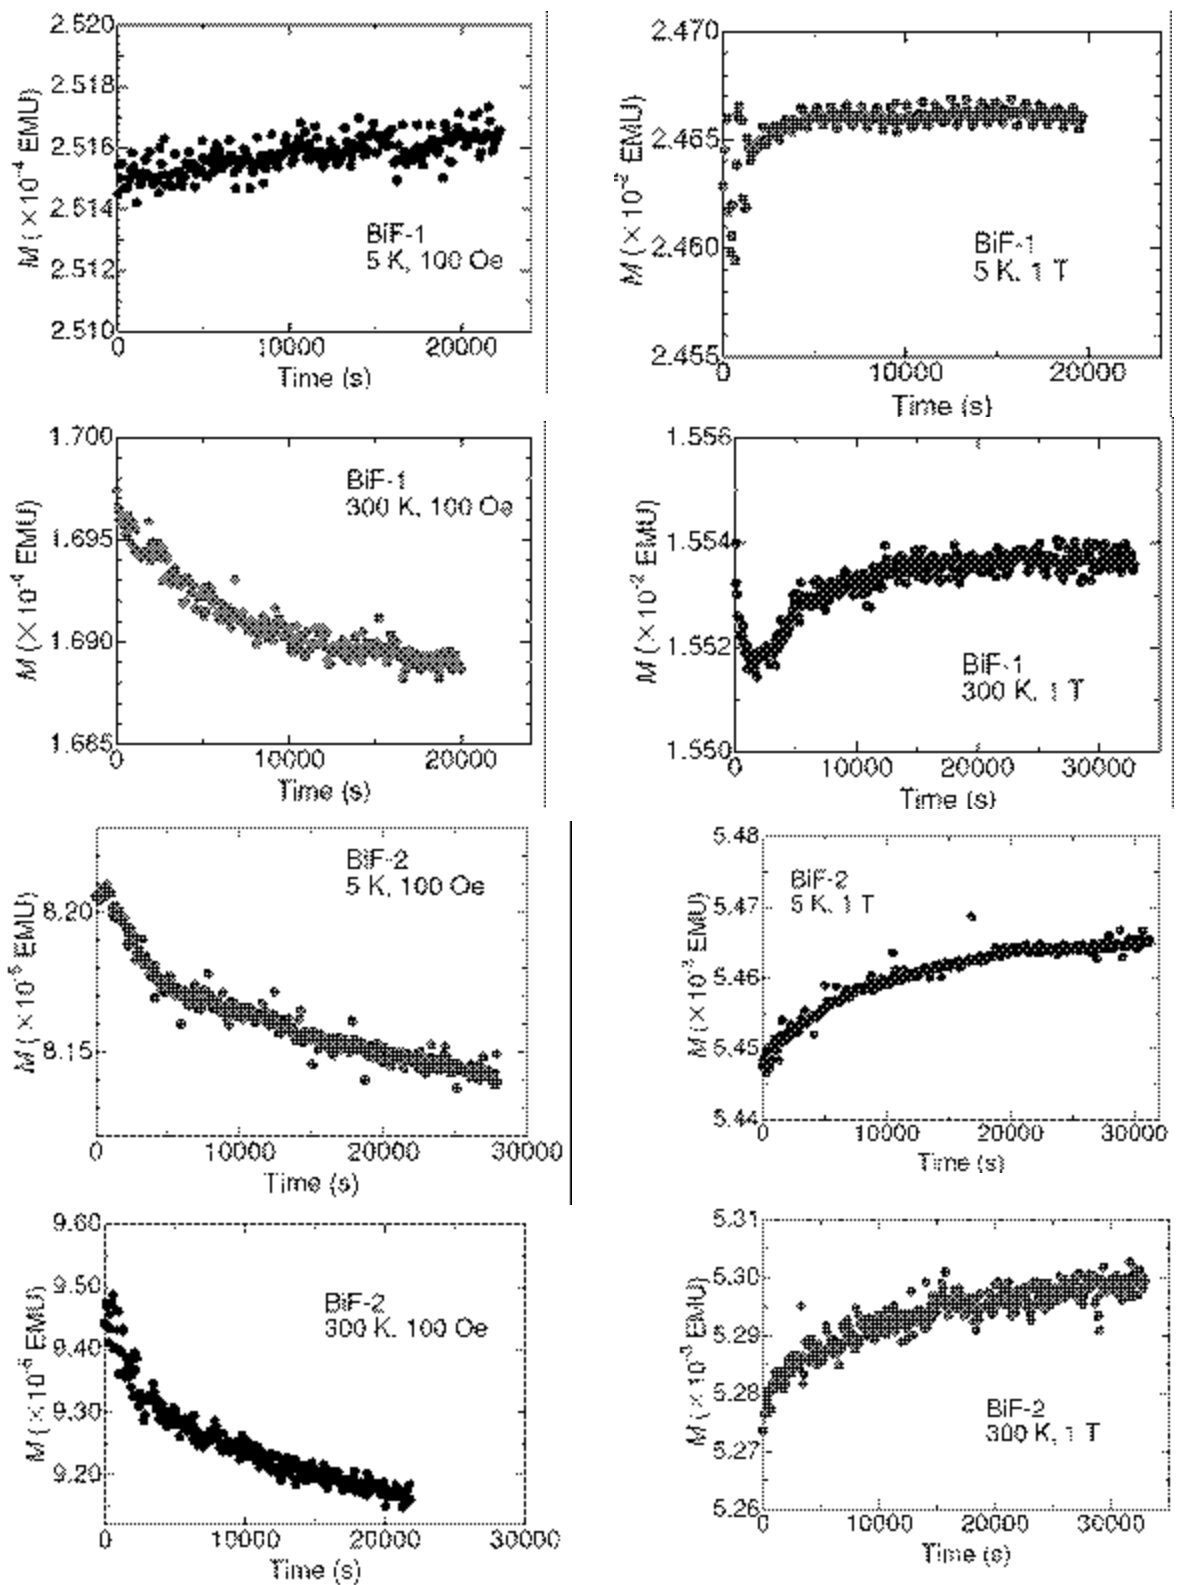 2.520
2.518
2.516
2.514
2.512
2.510
M (×10⁻⁴ EMU)
BiF-1
5 K, 100 Oe
0 10000 20000
Time (s)
2.470
2.465
2.460
2.455
M (×10⁻² EMU)
BiF-1
5 K, 1 T
0 10000 20000
Time (s)
1.700
1.695
1.690
1.685
M (×10⁻⁴ EMU)
BiF-1
300 K, 100 Oe
0 10000 20000
Time (s)
1.556
1.554
1.552
1.550
M (×10⁻² EMU)
BiF-1
300 K, 1 T
0 10000 20000 30000
Time (s)
8.20
8.15
M (×10⁻⁵ EMU)
BiF-2
5 K, 100 Oe
0 10000 20000 30000
Time (s)
5.48
5.47
5.46
5.45
5.44
M (×10⁻³ EMU)
BiF-2
5 K, 1 T
0 10000 20000 30000
Time (s)
9.60
9.50
9.40
9.30
9.20
EMU)
BiF-2
300 K, 100 Oe
0 10000 20000 30000
Time (s)
5.31
5.30
5.29
5.28
5.27
5.26
M (×10⁻³ EMU)
BiF-2
300 K, 1 T
0 10000 20000 30000
Time (s)